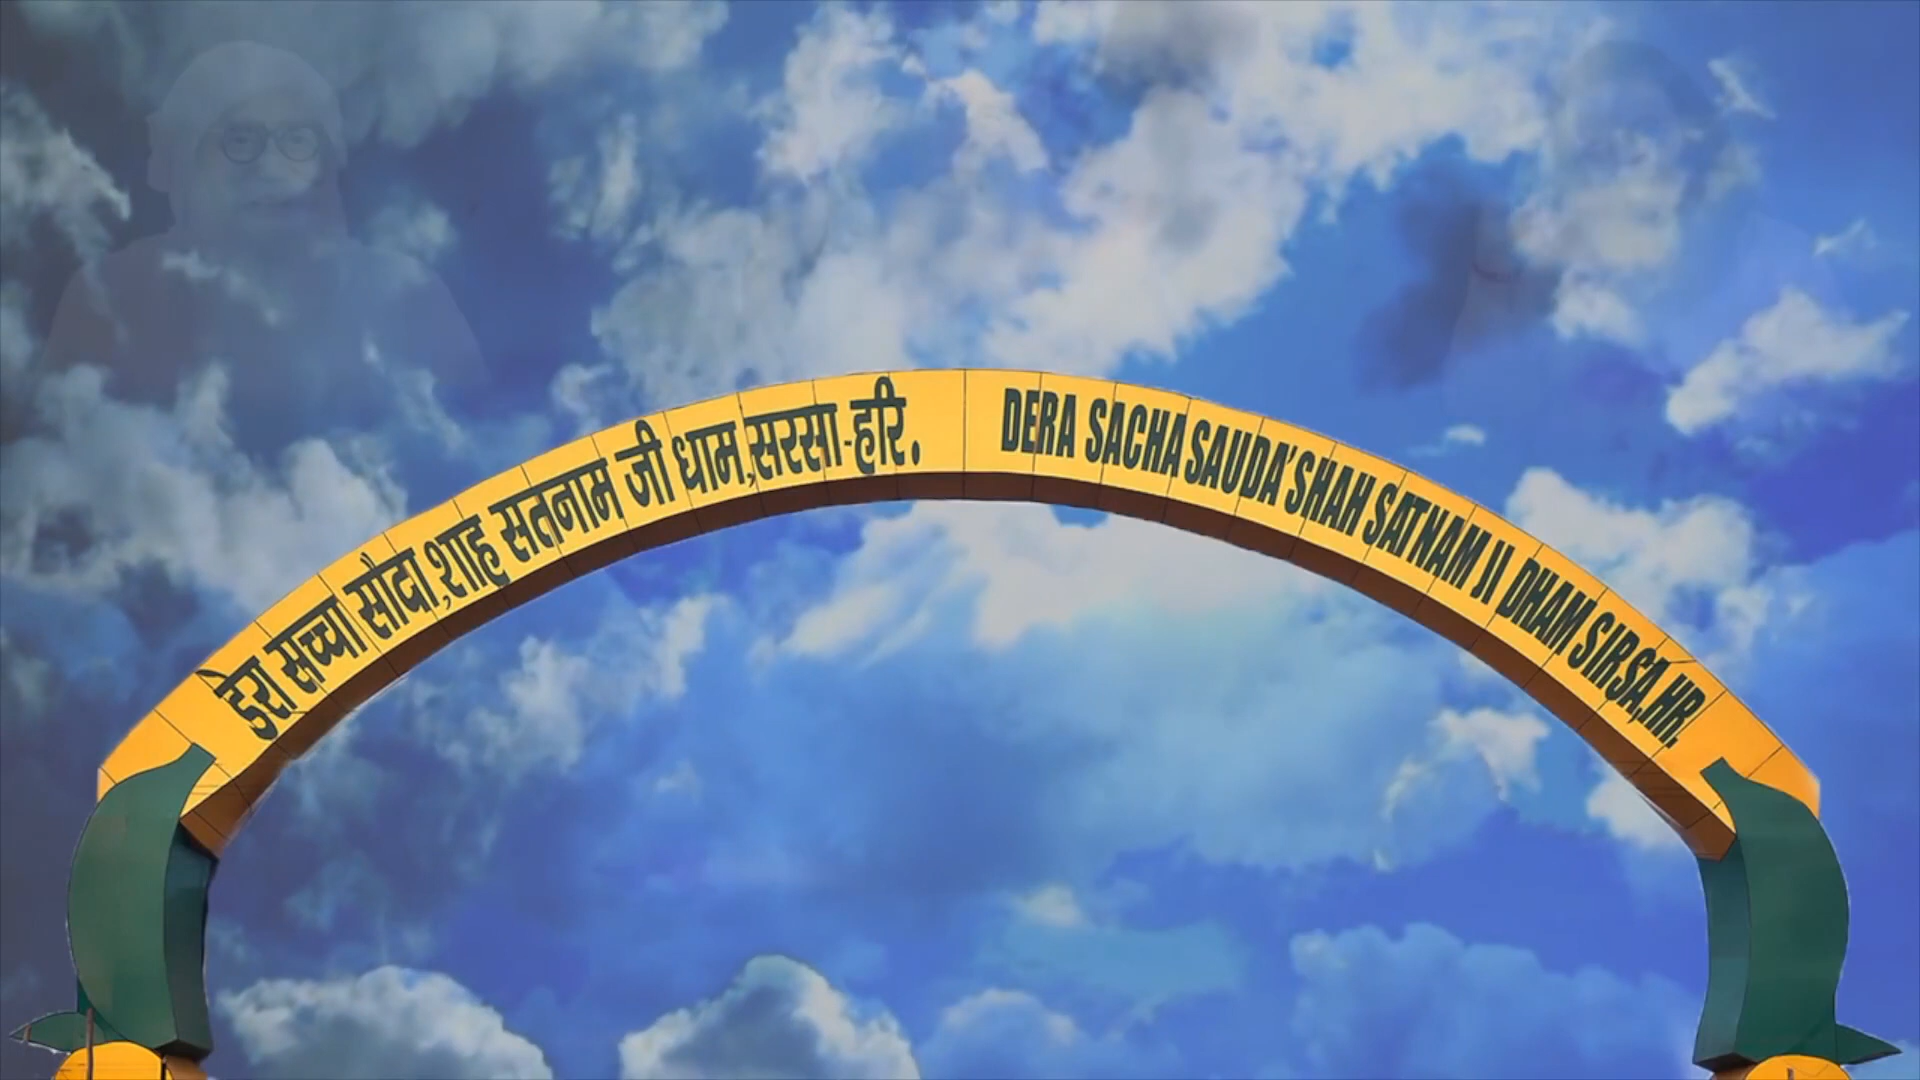 डेरा सच्चा सौदा,शाह सतनाम जी धाम,सरसा-हरि.
DERA SACHA SAUDA'SHAH SATNAM JI DHAM SIRSA,HR.